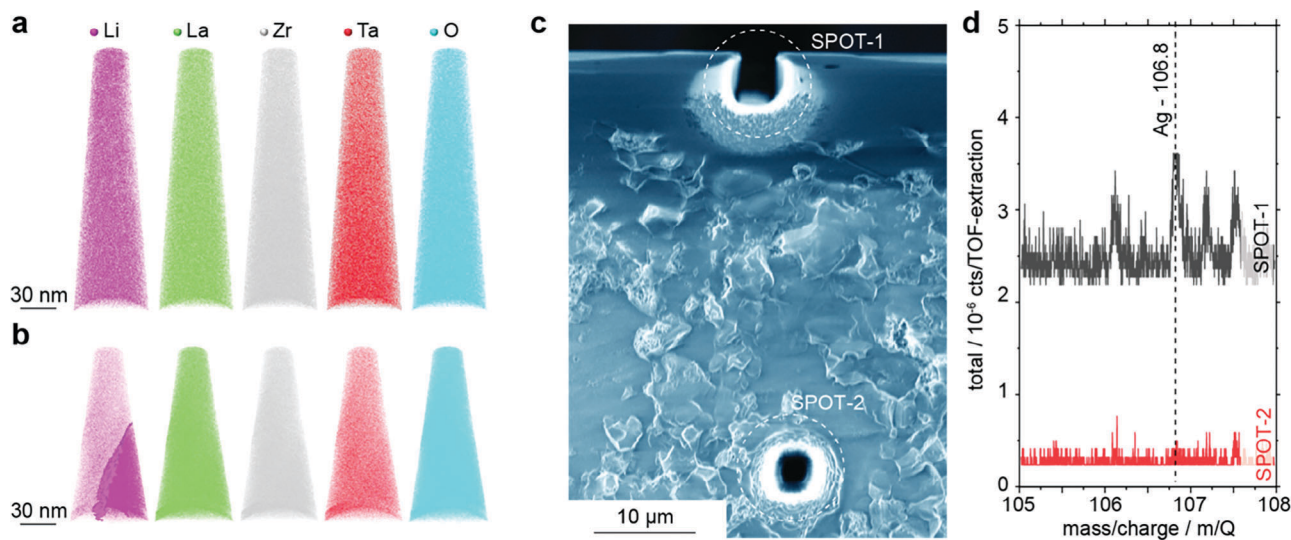 a
Li
La
Zr
Ta
O
30 nm
b
30 nm
c
SPOT-1
SPOT-2
10 µm
d
Ag - 106.8
SPOT-1
SPOT-2
total / 10⁻⁶ cts/TOF-extraction
5
4
3
2
1
0
105
106
107
108
mass/charge / m/Q